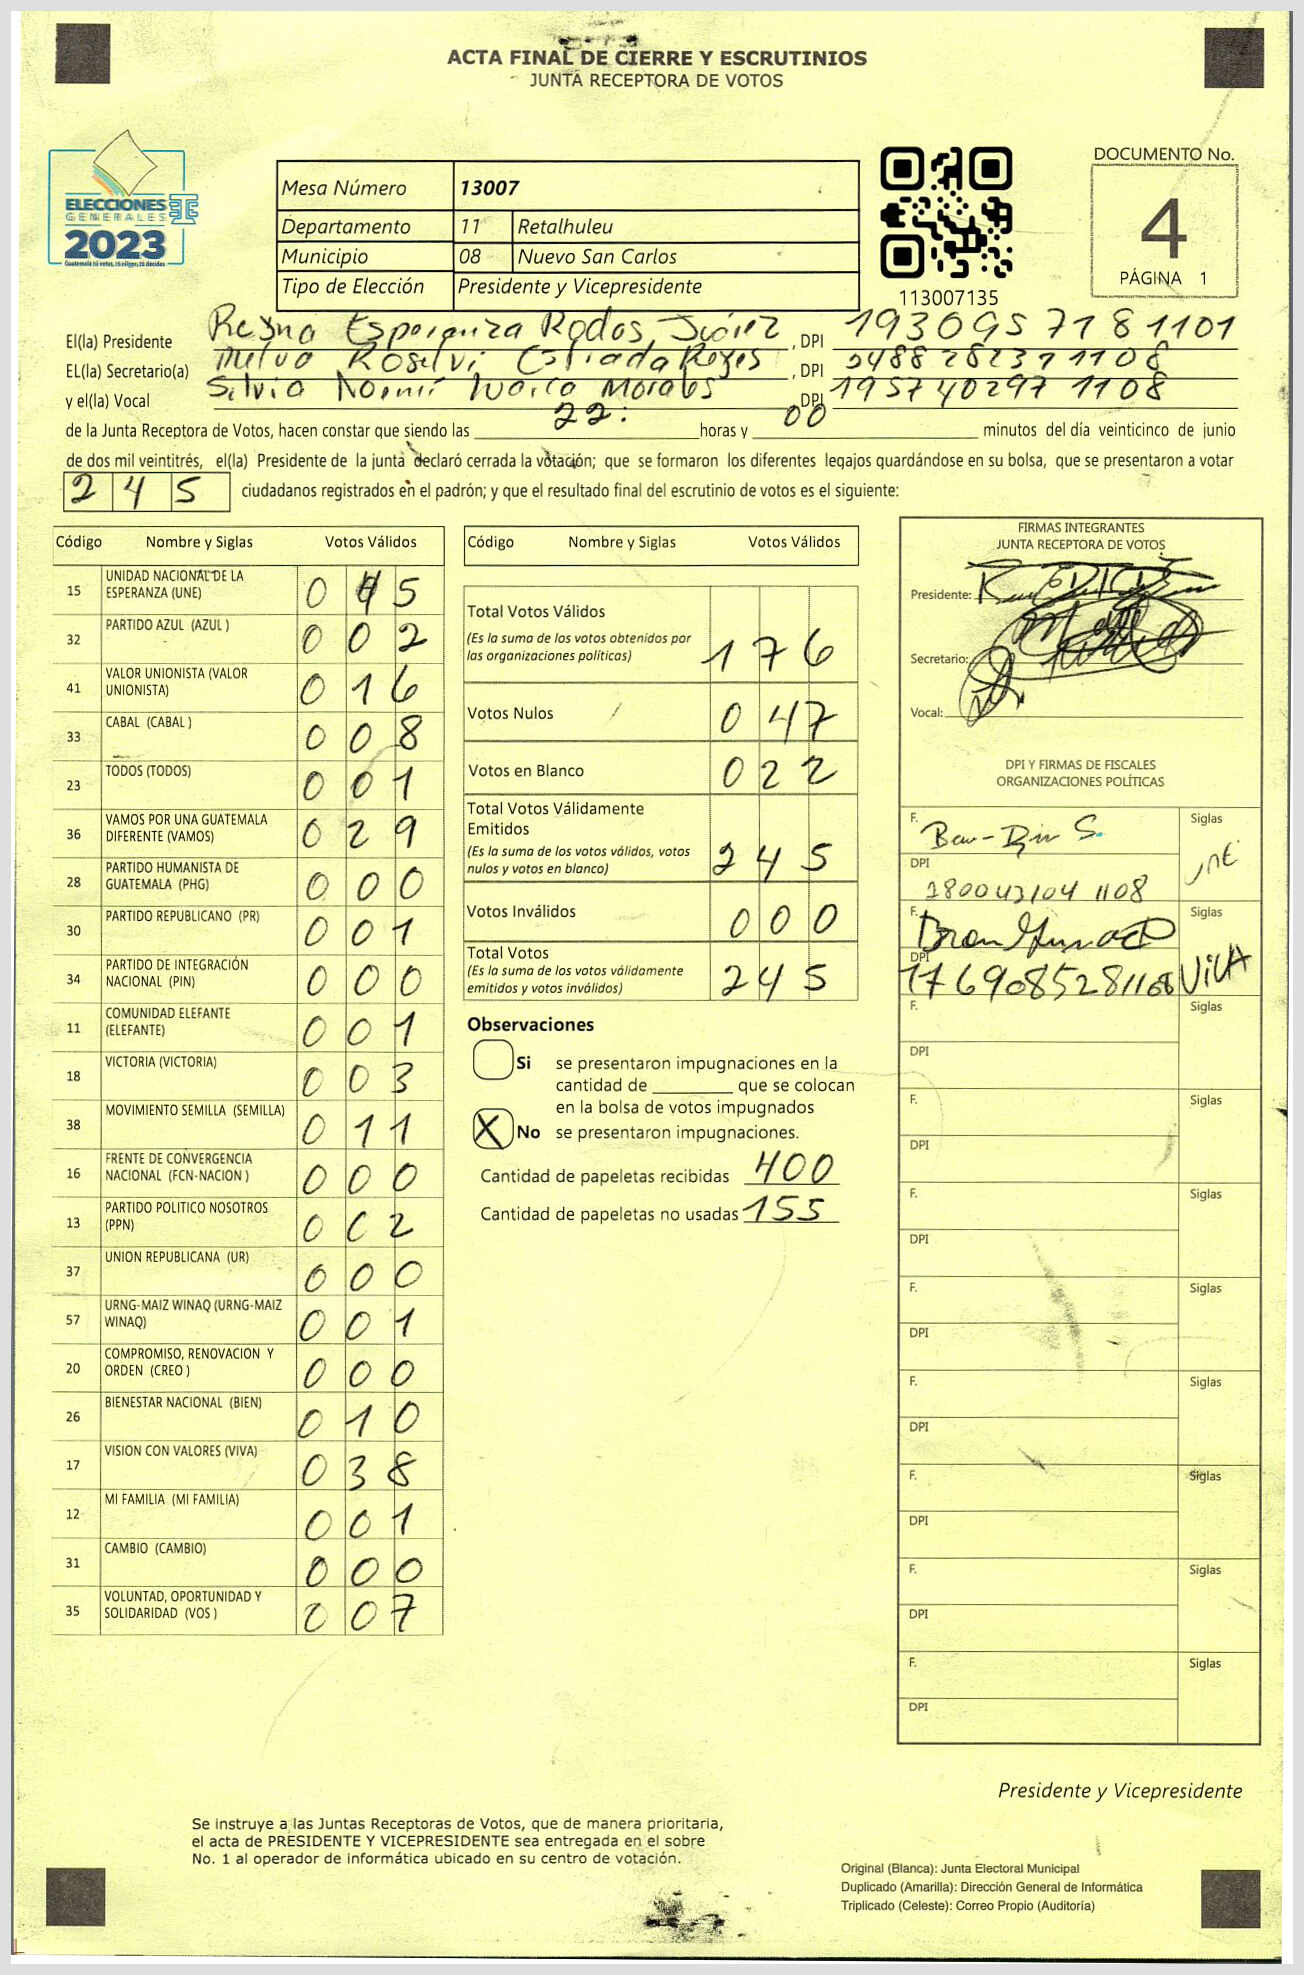 ACTA FINAL DE CIERRE Y ESCRUTINIOS
JUNTA RECEPTORA DE VOTOS
ELECCIONES
GENERALES
2023
Mesa Número 13007
Departamento 11 Retalhuleu
Municipio 08 Nuevo San Carlos
Tipo de Elección Presidente y Vicepresidente
113007135
DOCUMENTO No.
4
PÁGINA 1
El(la) Presidente Reyna Esperanza Rodas Juárez, DPI 1930957181101
EL(la) Secretario(a) Roselvi Estrada Reyes, DPI
y el(la) Vocal Silvia Noemí Morales DPI 1957402971108
de la Junta Receptora de Votos, hacen constar que siendo las 22: horas y 00 minutos del día veinticinco de junio
de dos mil veintitrés, el(la) Presidente de la junta declaró cerrada la votación; que se formaron los diferentes legajos guardándose en su bolsa, que se presentaron a votar
245 ciudadanos registrados en el padrón; y que el resultado final del escrutinio de votos es el siguiente:
Código Nombre y Siglas Votos Válidos
15 UNIDAD NACIONAL DE LA ESPERANZA (UNE) 0 4 5
32 PARTIDO AZUL (AZUL ) 0 0 2
41 VALOR UNIONISTA (VALOR UNIONISTA) 0 1 6
33 CABAL (CABAL ) 0 0 8
23 TODOS (TODOS) 0 0 1
36 VAMOS POR UNA GUATEMALA DIFERENTE (VAMOS) 0 2 9
28 PARTIDO HUMANISTA DE GUATEMALA (PHG) 0 0 0
30 PARTIDO REPUBLICANO (PR) 0 0 1
34 PARTIDO DE INTEGRACIÓN NACIONAL (PIN) 0 0 0
11 COMUNIDAD ELEFANTE (ELEFANTE) 0 0 1
18 VICTORIA (VICTORIA) 0 0 3
38 MOVIMIENTO SEMILLA (SEMILLA) 0 1 1
16 FRENTE DE CONVERGENCIA NACIONAL (FCN-NACION ) 0 0 0
13 PARTIDO POLITICO NOSOTROS (PPN) 0 0 2
37 UNION REPUBLICANA (UR) 0 0 0
57 URNG-MAIZ WINAQ (URNG-MAIZ WINAQ) 0 0 1
20 COMPROMISO, RENOVACION Y ORDEN (CREO ) 0 0 0
26 BIENESTAR NACIONAL (BIEN) 0 1 0
17 VISION CON VALORES (VIVA) 0 3 8
12 MI FAMILIA (MI FAMILIA) 0 0 1
31 CAMBIO (CAMBIO) 0 0 0
35 VOLUNTAD, OPORTUNIDAD Y SOLIDARIDAD (VOS ) 0 0 7
Código Nombre y Siglas Votos Válidos
Total Votos Válidos
(Es la suma de los votos obtenidos por las organizaciones políticas) 1 7 6
Votos Nulos 0 4 7
Votos en Blanco 0 2 2
Total Votos Válidamente Emitidos
(Es la suma de los votos válidos, votos nulos y votos en blanco) 2 4 5
Votos Inválidos 0 0 0
Total Votos
(Es la suma de los votos válidamente emitidos y votos inválidos) 2 4 5
Observaciones
Si se presentaron impugnaciones en la
cantidad de ________ que se colocan
en la bolsa de votos impugnados
X No se presentaron impugnaciones.
Cantidad de papeletas recibidas 400
Cantidad de papeletas no usadas 155
FIRMAS INTEGRANTES
JUNTA RECEPTORA DE VOTOS
Presidente:
Secretario:
Vocal:
DPI Y FIRMAS DE FISCALES
ORGANIZACIONES POLÍTICAS
F. Siglas
DPI 1800431041108
F. Siglas
DPI 1769085281108 VIVA
F. Siglas
DPI
F. Siglas
DPI
F. Siglas
DPI
F. Siglas
DPI
F. Siglas
DPI
F. Siglas
DPI
F. Siglas
DPI
F. Siglas
DPI
Presidente y Vicepresidente
Se instruye a las Juntas Receptoras de Votos, que de manera prioritaria,
el acta de PRESIDENTE Y VICEPRESIDENTE sea entregada en el sobre
No. 1 al operador de informática ubicado en su centro de votación.
Original (Blanca): Junta Electoral Municipal
Duplicado (Amarilla): Dirección General de Informática
Triplicado (Celeste): Correo Propio (Auditoría)